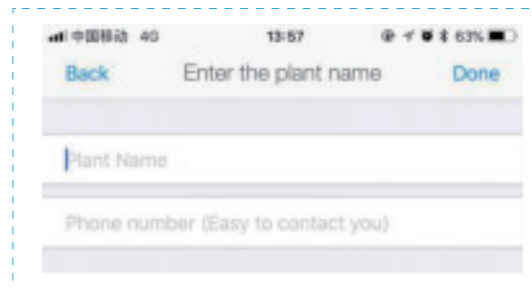 中国移动 4G 13:57 63%
Back Enter the plant name Done
Plant Name
Phone number (Easy to contact you)